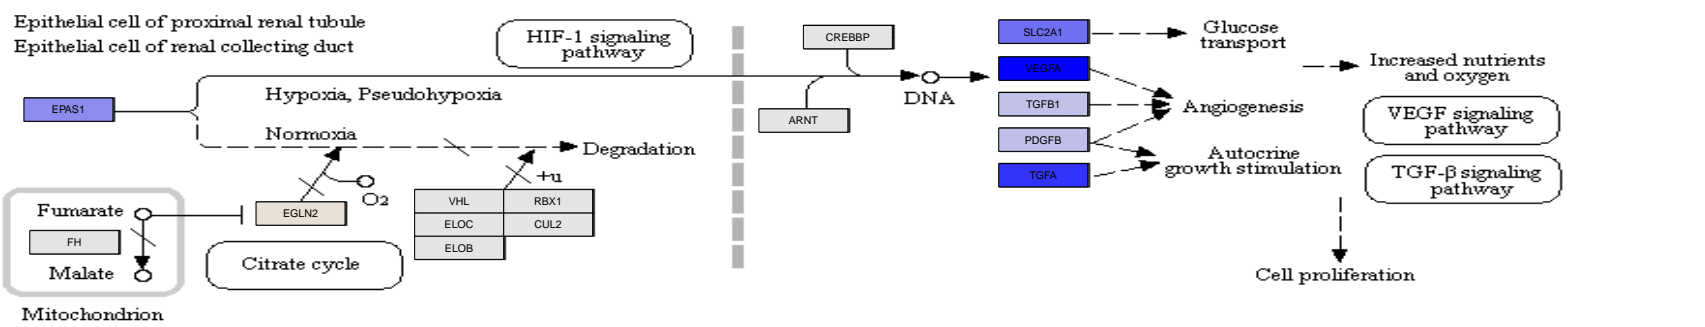 Epithelial cell of proximal renal tubule
Epithelial cell of renal collecting duct
HIF-1 signaling
pathway
CREBBP
SLC2A1
Glucose
transport
VEGFA
Increased nutrients
and oxygen
EPAS1
Hypoxia, Pseudohypoxia
DNA
TGFB1
Angiogenesis
ARNT
VEGF signaling
pathway
Normoxia
Degradation
PDGFB
Autocrine
growth stimulation
TGFA
TGF-β signaling
pathway
+u
O2
Fumarate
EGLN2
VHL
RBX1
FH
ELOC
CUL2
ELOB
Malate
Citrate cycle
Cell proliferation
Mitochondrion